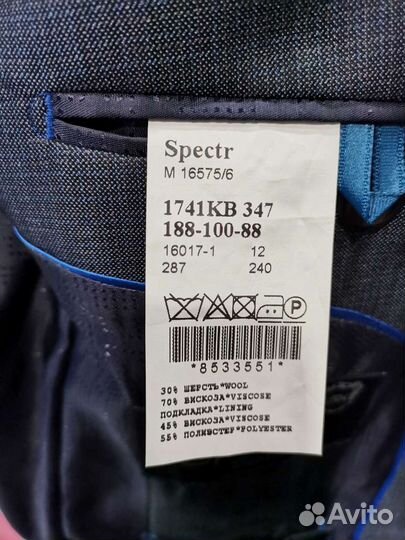 Spectr
M 16575/6
1741KB 347
188-100-88
16017-1 12
287 240
P
*8533551*
30% ШЕРСТЬ*WOOL
70% ВИСКОЗА*VISCOSE
ПОДКЛАДКА*LINING
45% ВИСКОЗА*VISCOSE
55% ПОЛИЭСТЕР*POLYESTER
Avito